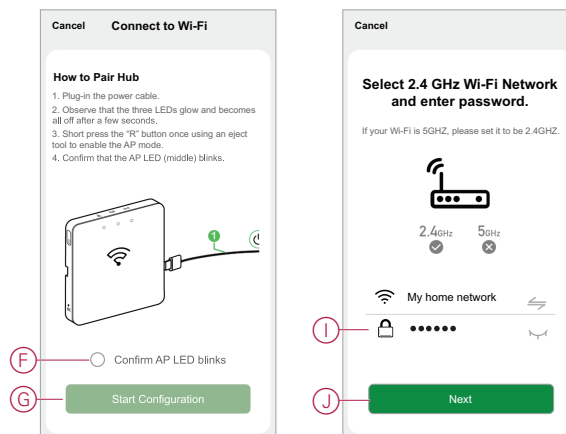 Cancel Connect to Wi-Fi
How to Pair Hub
1. Plug-in the power cable.
2. Observe that the three LEDs glow and becomes
all off after a few seconds.
3. Short press the “R” button once using an eject
tool to enable the AP mode.
4. Confirm that the AP LED (middle) blinks.
1
F
Confirm AP LED blinks
G
Start Configuration
Cancel
Select 2.4 GHz Wi-Fi Network
and enter password.
If your Wi-Fi is 5GHZ, please set it to be 2.4GHZ.
2.4GHz 5GHz
My home network
I
••••••
J
Next